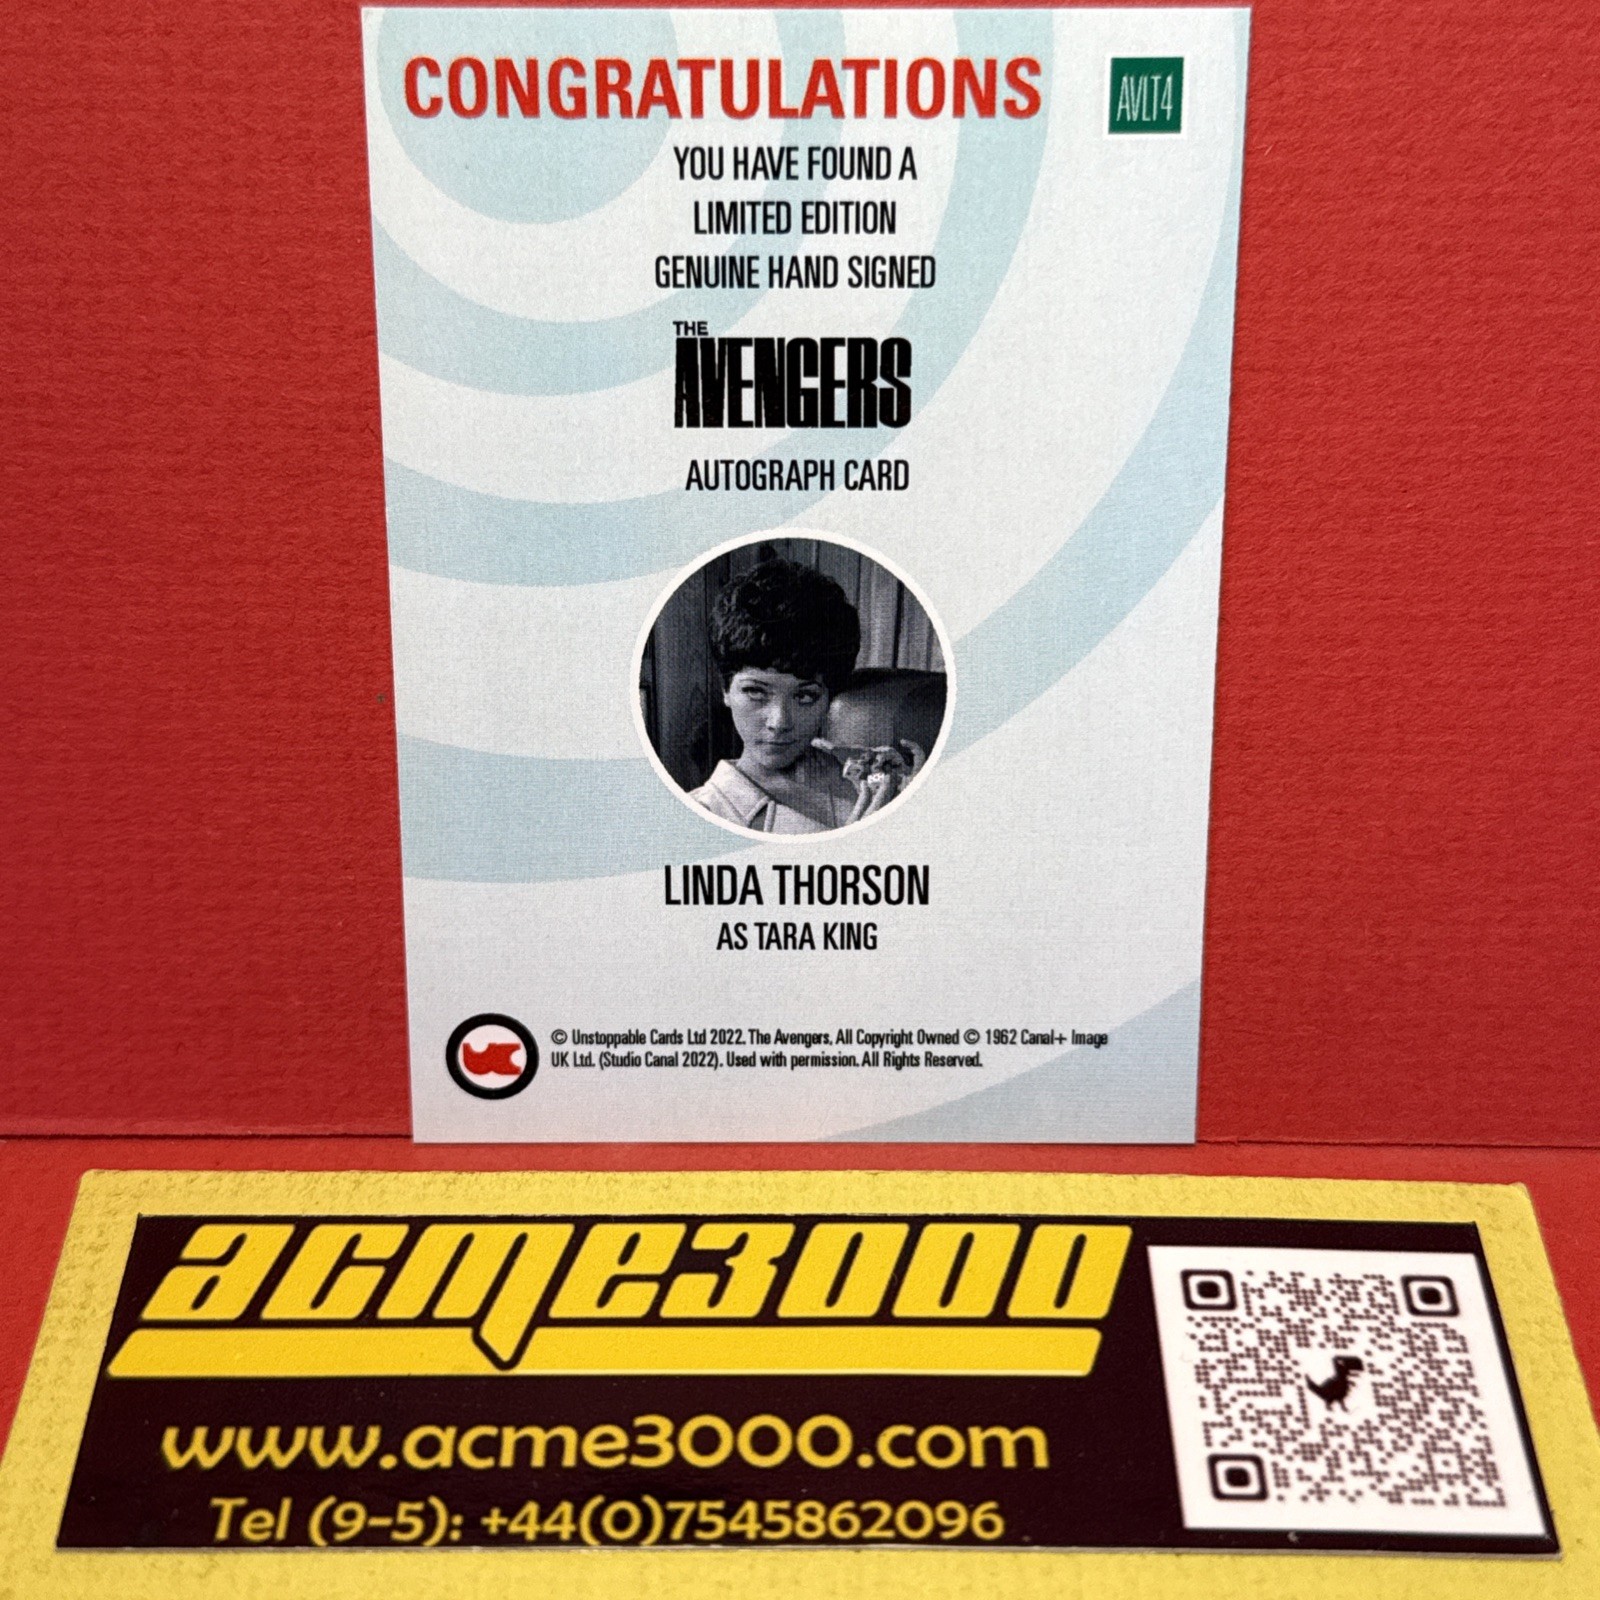 CONGRATULATIONS
AVLT4
YOU HAVE FOUND A
LIMITED EDITION
GENUINE HAND SIGNED
THE
AVENGERS
AUTOGRAPH CARD
LINDA THORSON
AS TARA KING
UC
© Unstoppable Cards Ltd 2022. The Avengers, All Copyright Owned © 1962 Canal+ Image
UK Ltd. (Studio Canal 2022). Used with permission. All Rights Reserved.
acme3000
www.acme3000.com
Tel (9-5): +44(0)7545862096